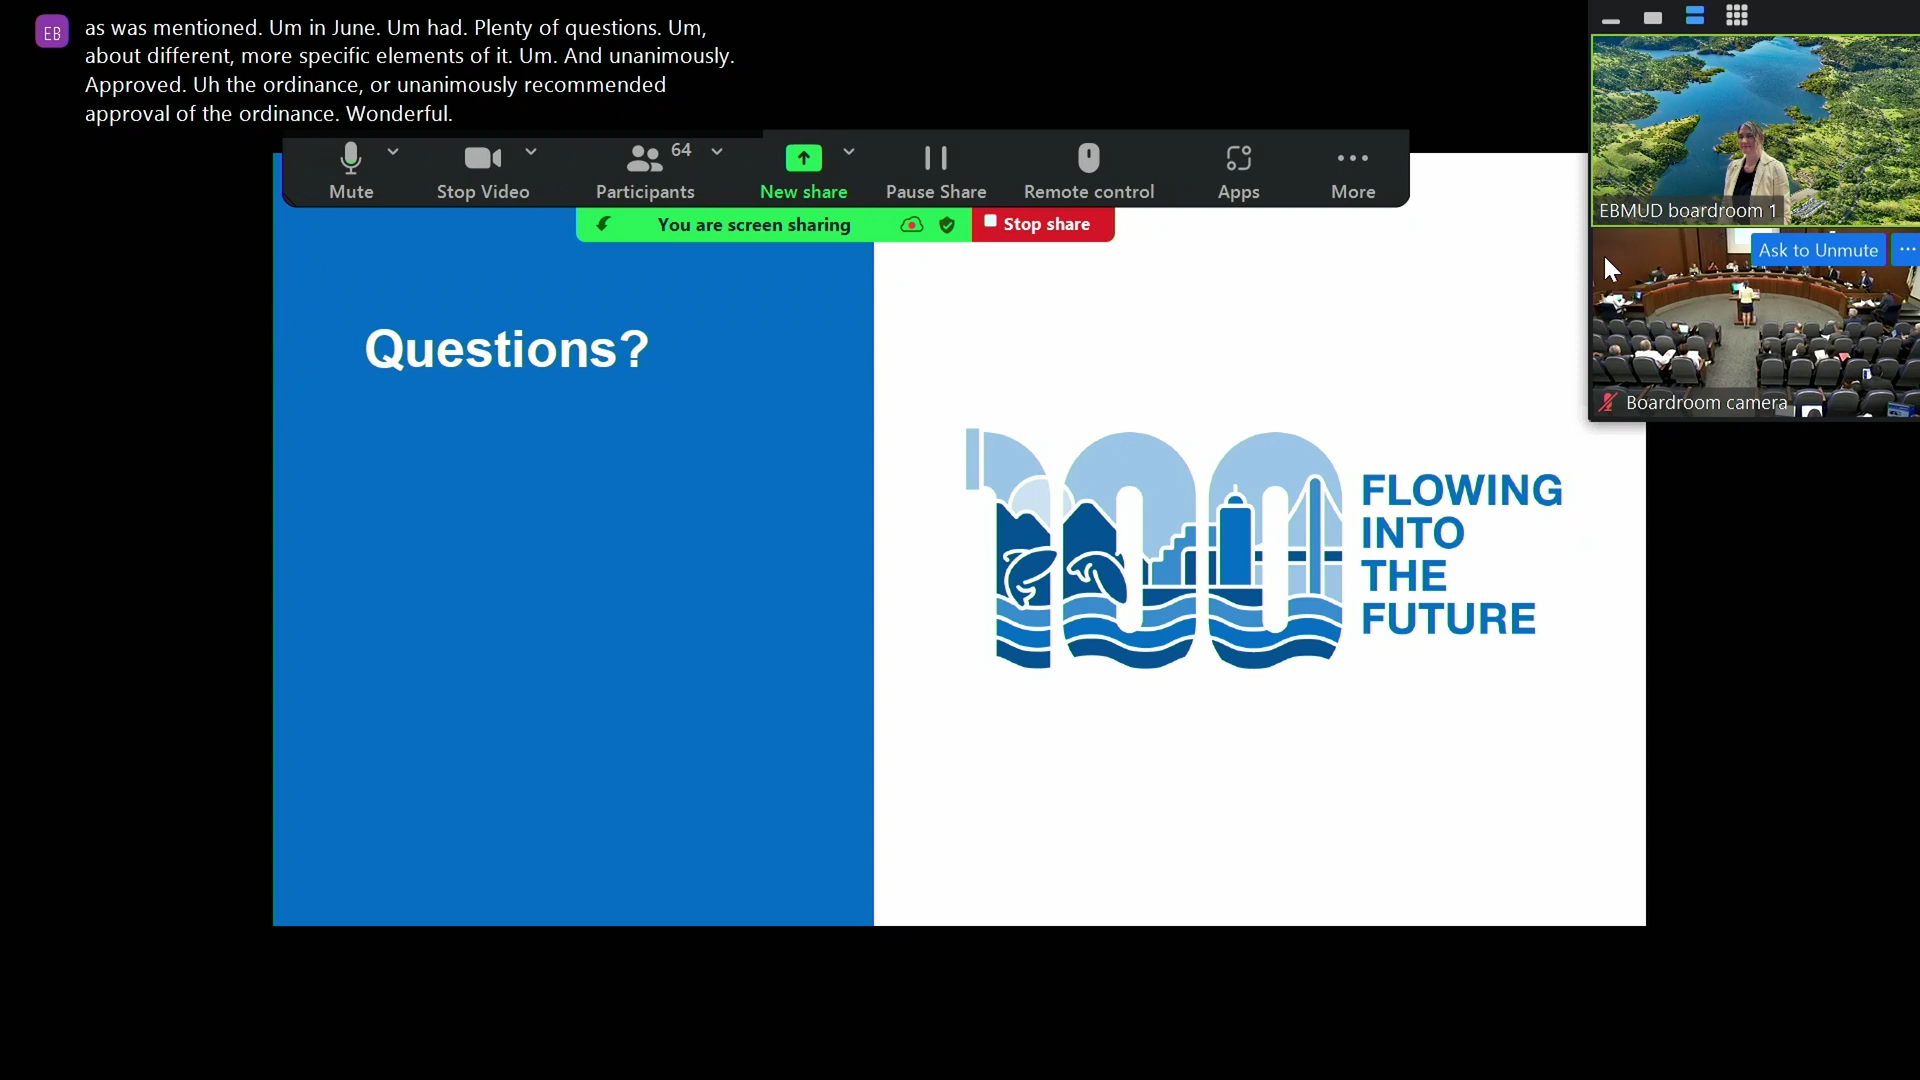 EB
as was mentioned. Um in June. Um had. Plenty of questions. Um,
about different, more specific elements of it. Um. And unanimously.
Approved. Uh the ordinance, or unanimously recommended
approval of the ordinance. Wonderful.
64
Mute
Stop Video
Participants
New share
Pause Share
Remote control
Apps
More
You are screen sharing
Stop share
EBMUD boardroom 1
Ask to Unmute
Boardroom camera
Questions?
100
FLOWING
INTO
THE
FUTURE